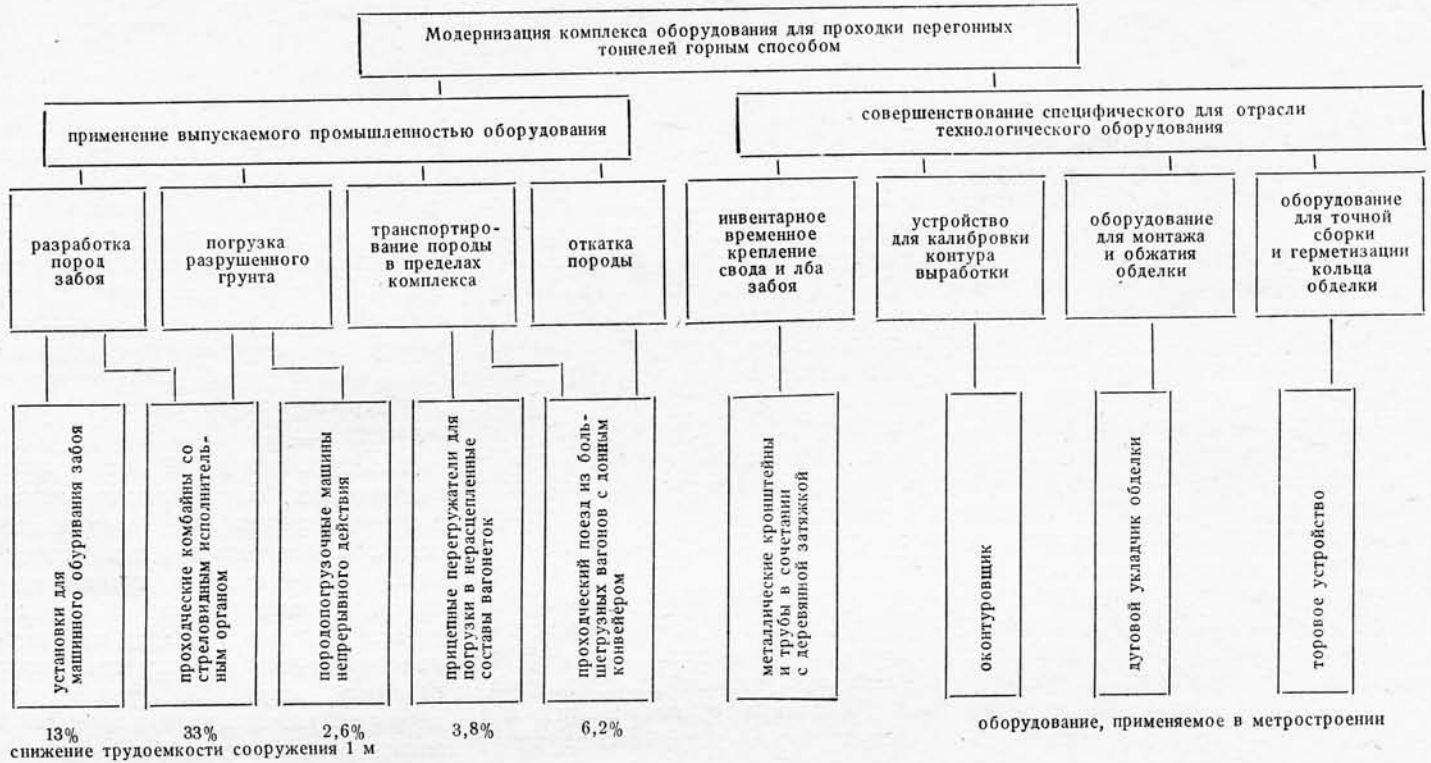 Модернизация комплекса оборудования для проходки перегонных
тоннелей горным способом
применение выпускаемого промышленностью оборудования
совершенствование специфического для отрасли
технологического оборудования
разработка
пород
забоя
погрузка
разрушенного
грунта
транспортиро-
вание породы
в пределах
комплекса
откатка
породы
инвентарное
временное
крепление
свода и лба
забоя
устройство
для калибровки
контура
выработки
оборудование
для монтажа
и обжатия
обделки
оборудование
для точной
сборки
и герметизации
кольца
обделки
установки для
машинного обуривания забоя
проходческие комбайны со
стреловидным исполнитель-
ным органом
породопогрузочные машины
непрерывного действия
прицепные перегружатели для
погрузки в нерасцепленные
составы вагонеток
проходческий поезд из боль-
шегрузных вагонов с донным
конвейером
металлические кронштейны
и трубы в сочетании
с деревянной затяжкой
оконтуровщик
дуговой укладчик обделки
торовое устройство
13%
33%
2,6%
3,8%
6,2%
снижение трудоемкости сооружения 1 м
оборудование, применяемое в метростроении